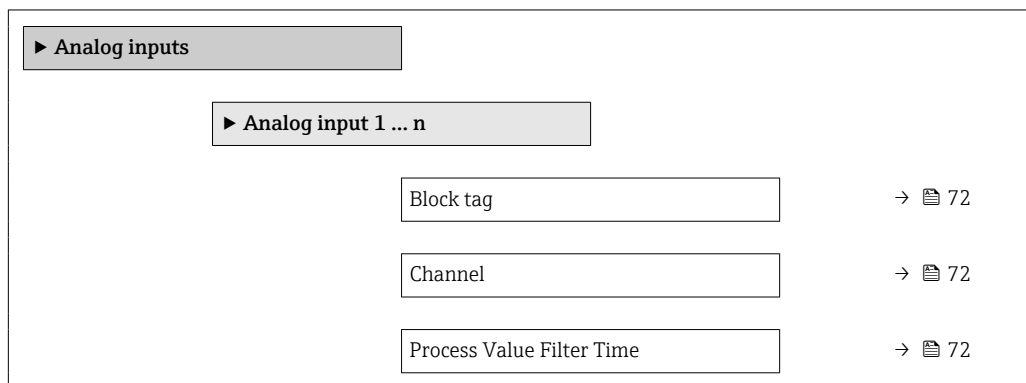 ▶ Analog inputs
▶ Analog input 1 ... n
Block tag → 72
Channel → 72
Process Value Filter Time → 72